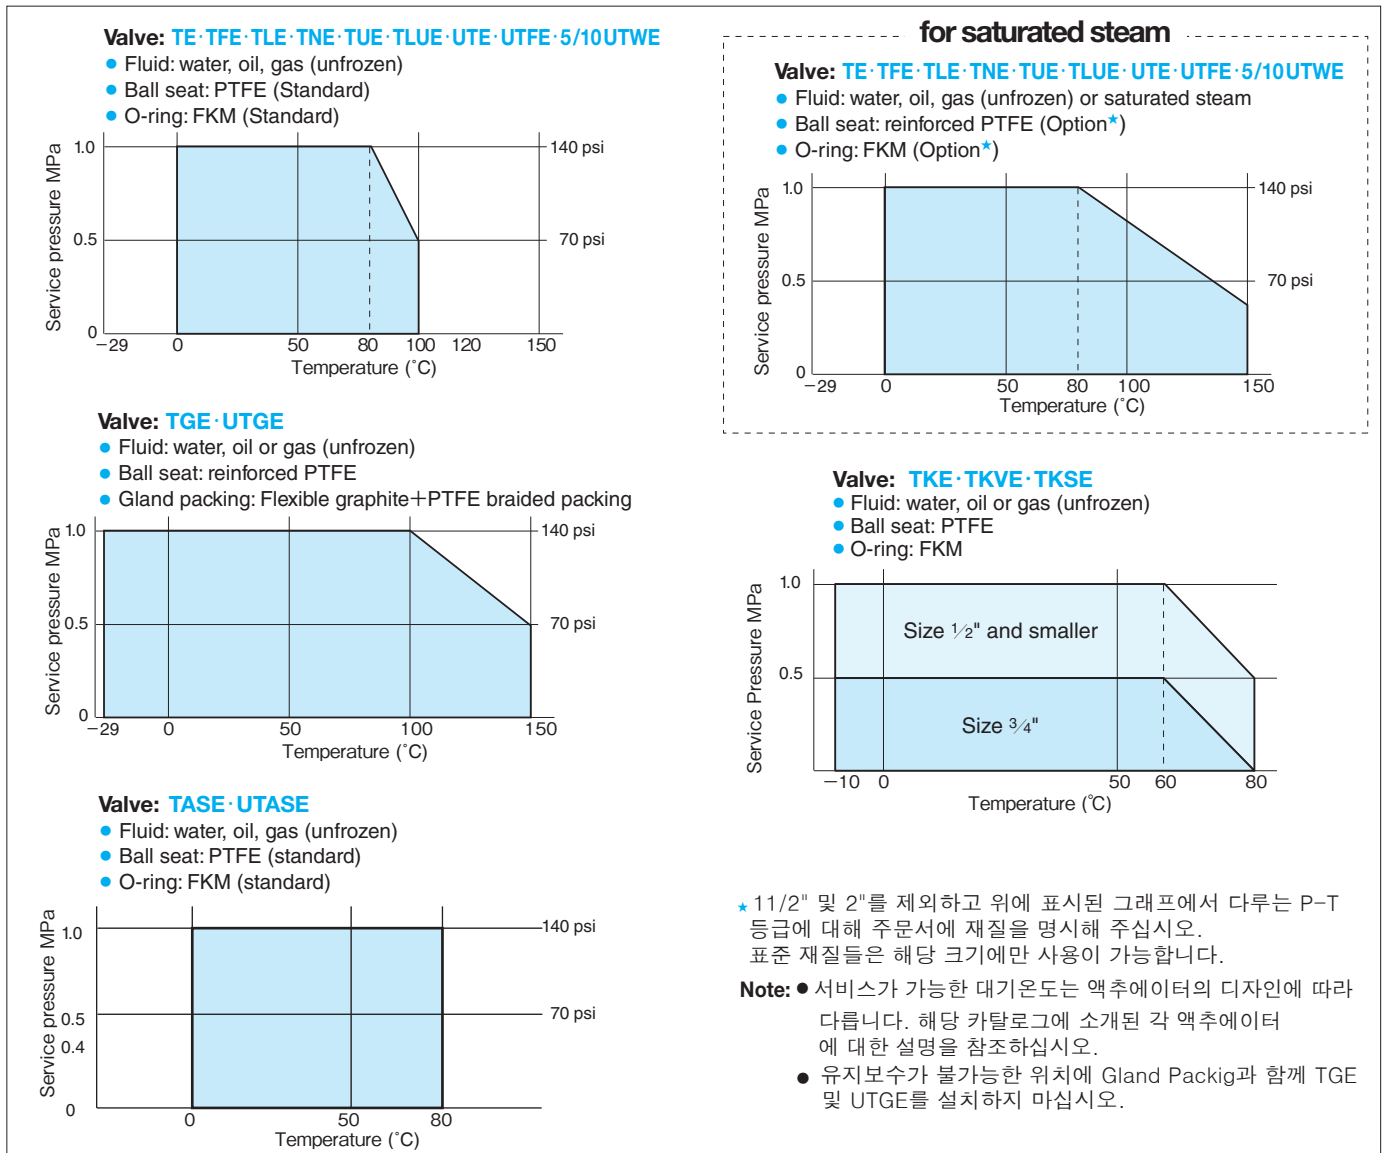 Valve: TE·TFE·TLE·TNE·TUE·TLUE·UTE·UTFE·5/10UTWE
● Fluid: water, oil, gas (unfrozen)
● Ball seat: PTFE (Standard)
● O-ring: FKM (Standard)
Service pressure MPa
1.0
0.5
0
140 psi
70 psi
−29 0 50 80 100 120 150
Temperature (˚C)
for saturated steam
Valve: TE·TFE·TLE·TNE·TUE·TLUE·UTE·UTFE·5/10UTWE
● Fluid: water, oil, gas (unfrozen) or saturated steam
● Ball seat: reinforced PTFE (Option★)
● O-ring: FKM (Option★)
Service pressure MPa
1.0
0.5
0
140 psi
70 psi
−29 0 50 80 100 150
Temperature (˚C)
Valve: TGE·UTGE
● Fluid: water, oil or gas (unfrozen)
● Ball seat: reinforced PTFE
● Gland packing: Flexible graphite+PTFE braided packing
Service pressure MPa
1.0
0.5
0
140 psi
70 psi
−29 0 50 100 150
Temperature (˚C)
Valve: TKE·TKVE·TKSE
● Fluid: water, oil or gas (unfrozen)
● Ball seat: PTFE
● O-ring: FKM
Service Pressure MPa
1.0
0.5
Size 1/2" and smaller
Size 3/4"
−10 0 50 60 80
Temperature (˚C)
Valve: TASE·UTASE
● Fluid: water, oil, gas (unfrozen)
● Ball seat: PTFE (standard)
● O-ring: FKM (standard)
Service pressure MPa
1.0
0.5
0.4
0
140 psi
70 psi
0 50 80
Temperature (˚C)
★ 11/2" 및 2"를 제외하고 위에 표시된 그래프에서 다루는 P-T
등급에 대해 주문서에 재질을 명시해 주십시오.
표준 재질들은 해당 크기에만 사용이 가능합니다.
Note: ● 서비스가 가능한 대기온도는 액추에이터의 디자인에 따라
다릅니다. 해당 카탈로그에 소개된 각 액추에이터
에 대한 설명을 참조하십시오.
● 유지보수가 불가능한 위치에 Gland Packig과 함께 TGE
및 UTGE를 설치하지 마십시오.